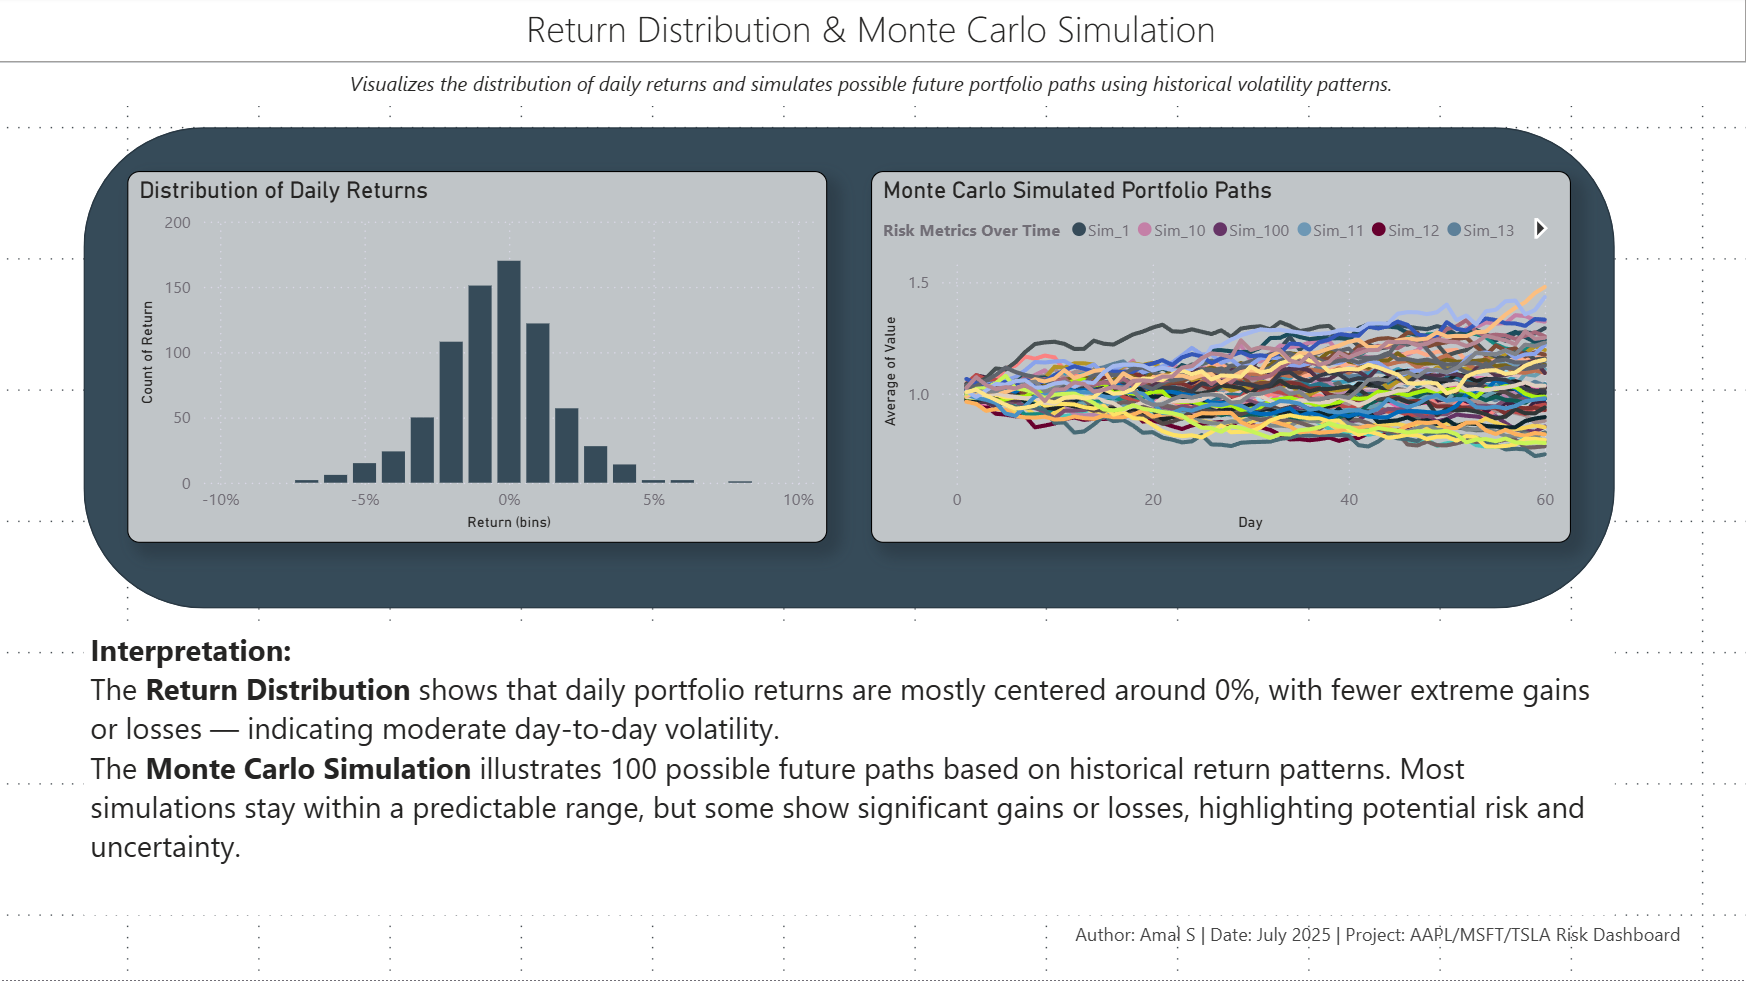 Return Distribution & Monte Carlo Simulation
Visualizes the distribution of daily returns and simulates possible future portfolio paths using historical volatility patterns.
Distribution of Daily Returns
200
150
100
50
0
Count of Return
-10%
-5%
0%
5%
10%
Return (bins)
Monte Carlo Simulated Portfolio Paths
Risk Metrics Over Time Sim_1 Sim_10 Sim_100 Sim_11 Sim_12 Sim_13
1.5
1.0
Average of Value
0
20
40
60
Day
Interpretation:
The Return Distribution shows that daily portfolio returns are mostly centered around 0%, with fewer extreme gains
or losses — indicating moderate day-to-day volatility.
The Monte Carlo Simulation illustrates 100 possible future paths based on historical return patterns. Most
simulations stay within a predictable range, but some show significant gains or losses, highlighting potential risk and
uncertainty.
Author: Amal S | Date: July 2025 | Project: AAPL/MSFT/TSLA Risk Dashboard